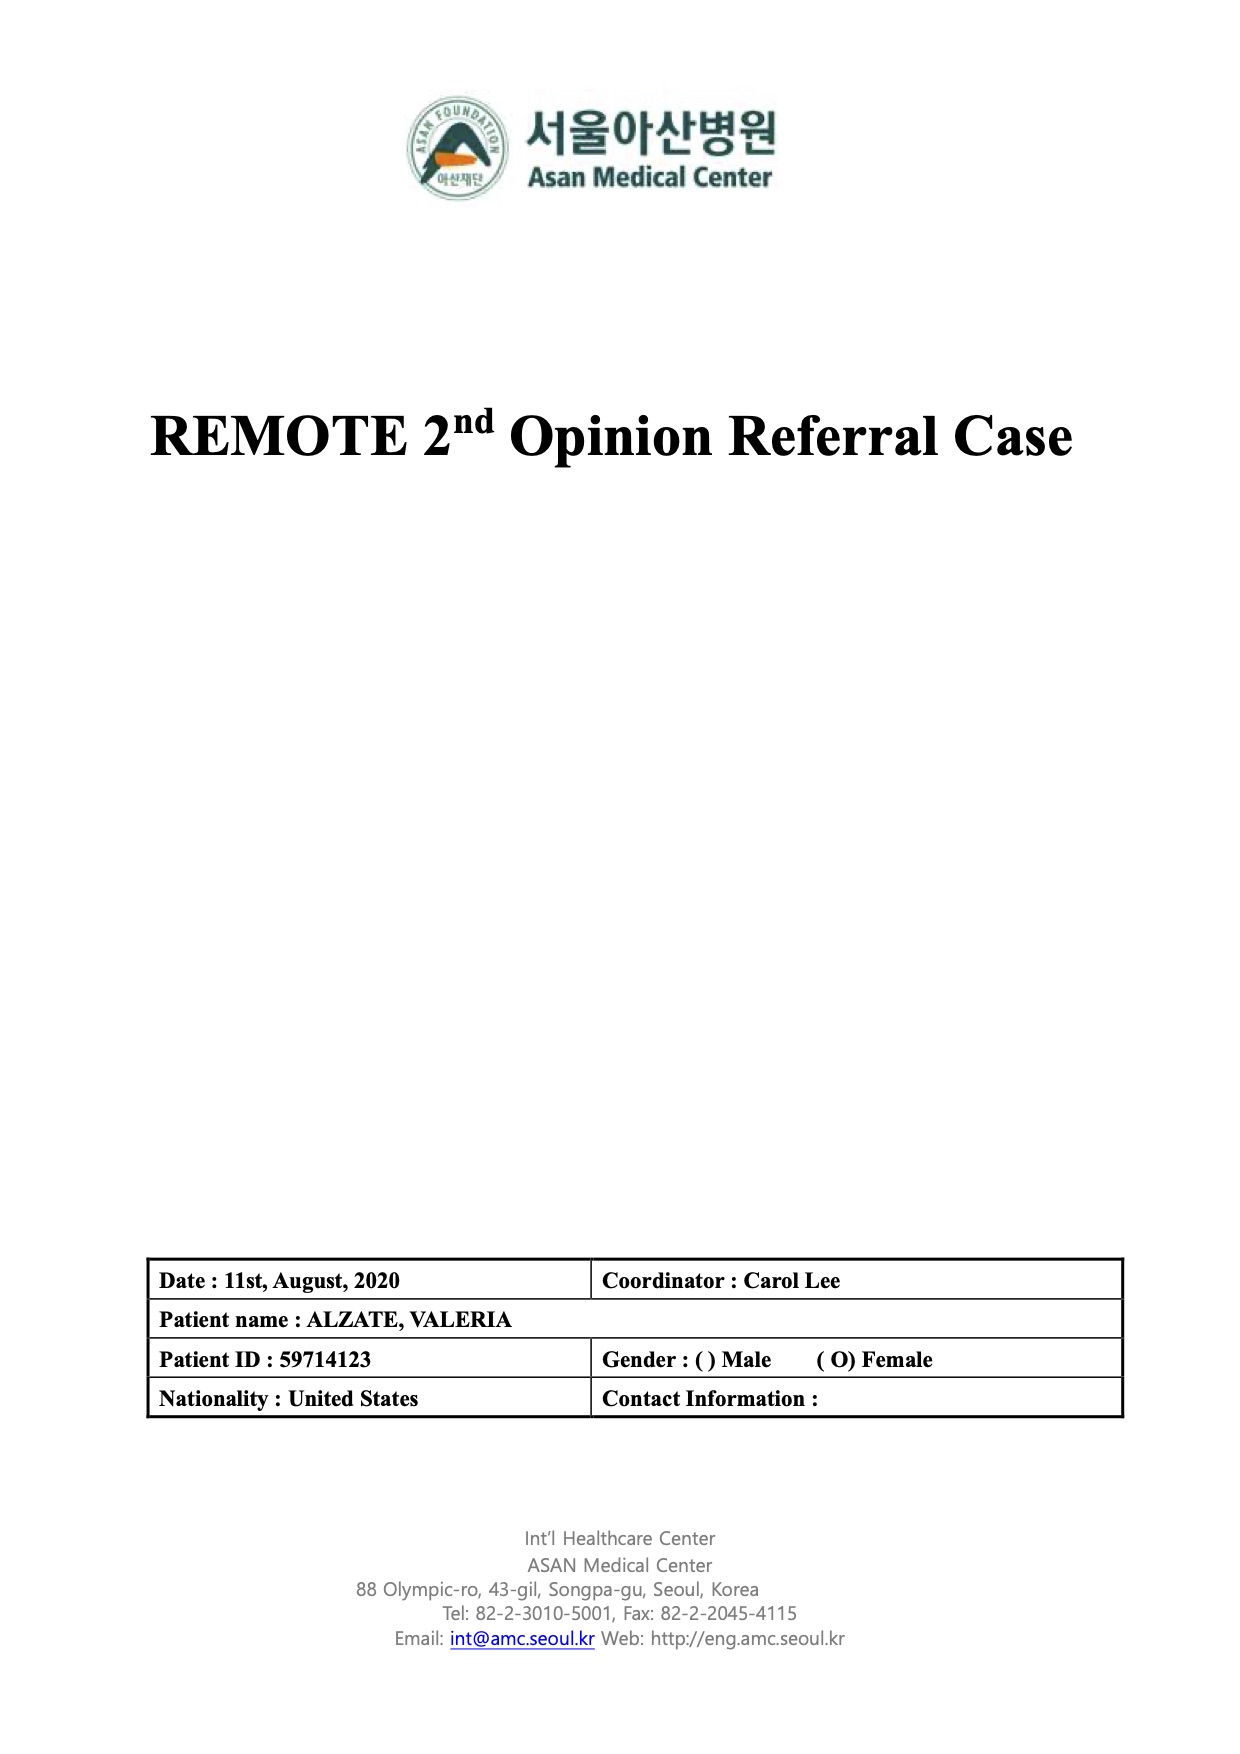 ASAN FOUNDATION
아산재단
서울아산병원
Asan Medical Center
REMOTE 2nd Opinion Referral Case
Date : 11st, August, 2020 Coordinator : Carol Lee
Patient name : ALZATE, VALERIA
Patient ID : 59714123 Gender : ( ) Male ( O) Female
Nationality : United States Contact Information :
Int'l Healthcare Center
ASAN Medical Center
88 Olympic-ro, 43-gil, Songpa-gu, Seoul, Korea
Tel: 82-2-3010-5001, Fax: 82-2-2045-4115
Email: int@amc.seoul.kr Web: http://eng.amc.seoul.kr